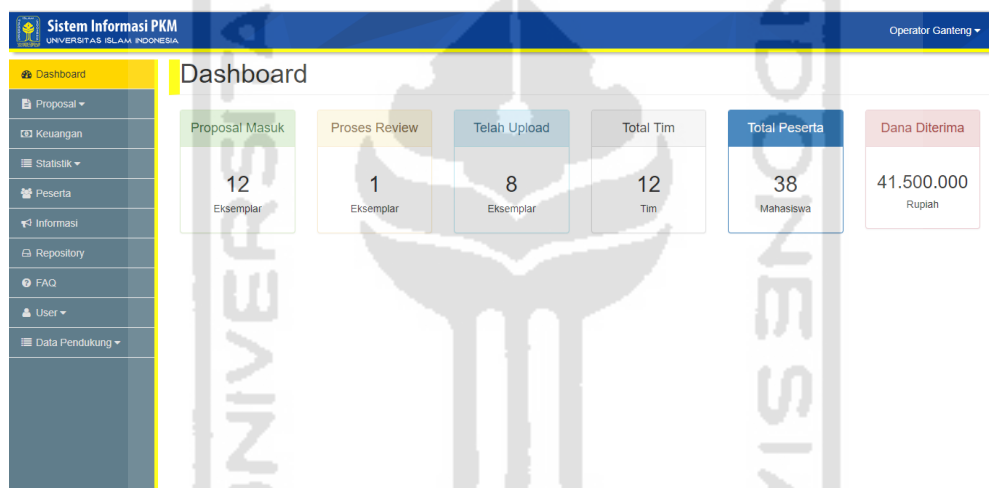 Sistem Informasi PKM
UNIVERSITAS ISLAM INDONESIA
Operator Ganteng
Dashboard
Proposal
Keuangan
Statistik
Peserta
Informasi
Repository
FAQ
User
Data Pendukung
Dashboard
Proposal Masuk
12
Eksemplar
Proses Review
1
Eksemplar
Telah Upload
8
Eksemplar
Total Tim
12
Tim
Total Peserta
38
Mahasiswa
Dana Diterima
41.500.000
Rupiah